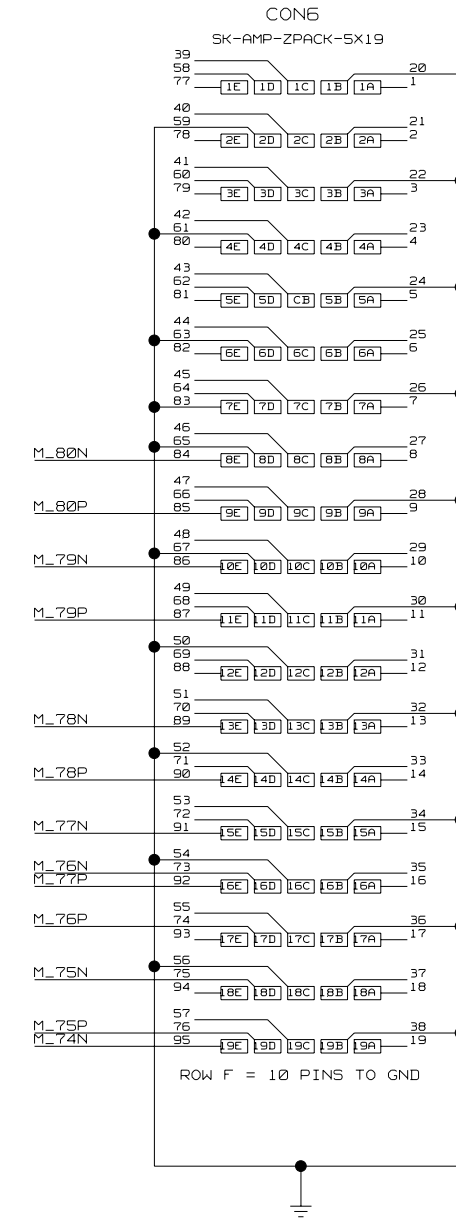 CON6
SK-AMP-ZPACK-5X19
39
58 20
77 1E 1D 1C 1B 1A 1
40
59 21
78 2E 2D 2C 2B 2A 2
41
60 22
79 3E 3D 3C 3B 3A 3
42
61 23
80 4E 4D 4C 4B 4A 4
43
62 24
81 5E 5D CB 5B 5A 5
44
63 25
82 6E 6D 6C 6B 6A 6
45
64 26
83 7E 7D 7C 7B 7A 7
46
65 27
M_80N 84 8E 8D 8C 8B 8A 8
47
66 28
M_80P 85 9E 9D 9C 9B 9A 9
48
67 29
M_79N 86 10E 10D 10C 10B 10A 10
49
68 30
M_79P 87 11E 11D 11C 11B 11A 11
50
69 31
88 12E 12D 12C 12B 12A 12
51
70 32
M_78N 89 13E 13D 13C 13B 13A 13
52
71 33
M_78P 90 14E 14D 14C 14B 14A 14
53
72 34
M_77N 91 15E 15D 15C 15B 15A 15
54
M_76N 73 35
M_77P 92 16E 16D 16C 16B 16A 16
55
M_76P 74 36
93 17E 17D 17C 17B 17A 17
56
M_75N 75 37
94 18E 18D 18C 18B 18A 18
57
M_75P 76 38
M_74N 95 19E 19D 19C 19B 19A 19
ROW F = 10 PINS TO GND